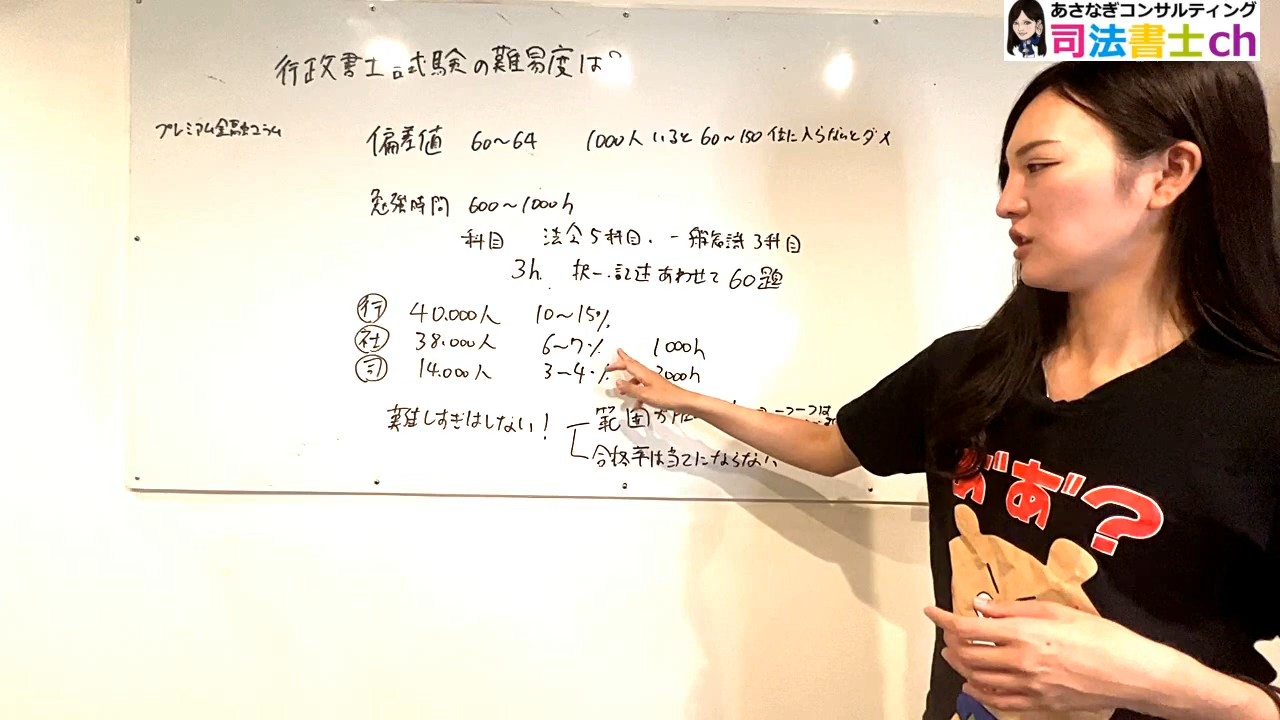 あさなぎコンサルティング
司法書士ch
行政書士試験の難易度は?
プレミアム金融コラム
偏差値 60〜64 1000人いると60〜150位に入らないとダメ
勉強時間 600〜1000h
科目 法令5科目、一般知識3科目
3h 択一.記述あわせて60題
行 40.000人 10〜15%
社 38.000人 6〜7% 1000h
司 14.000人 3〜4% 000h
難しすぎはしない! 範囲が
合格率は当てにならない
あ゛あ゛?